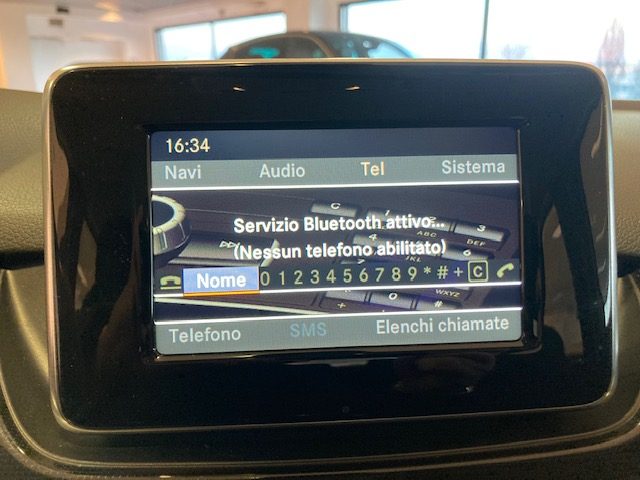 16:34
Navi Audio Tel Sistema
Servizio Bluetooth attivo...
(Nessun telefono abilitato)
Nome 0 1 2 3 4 5 6 7 8 9 * # + C
Telefono SMS Elenchi chiamate